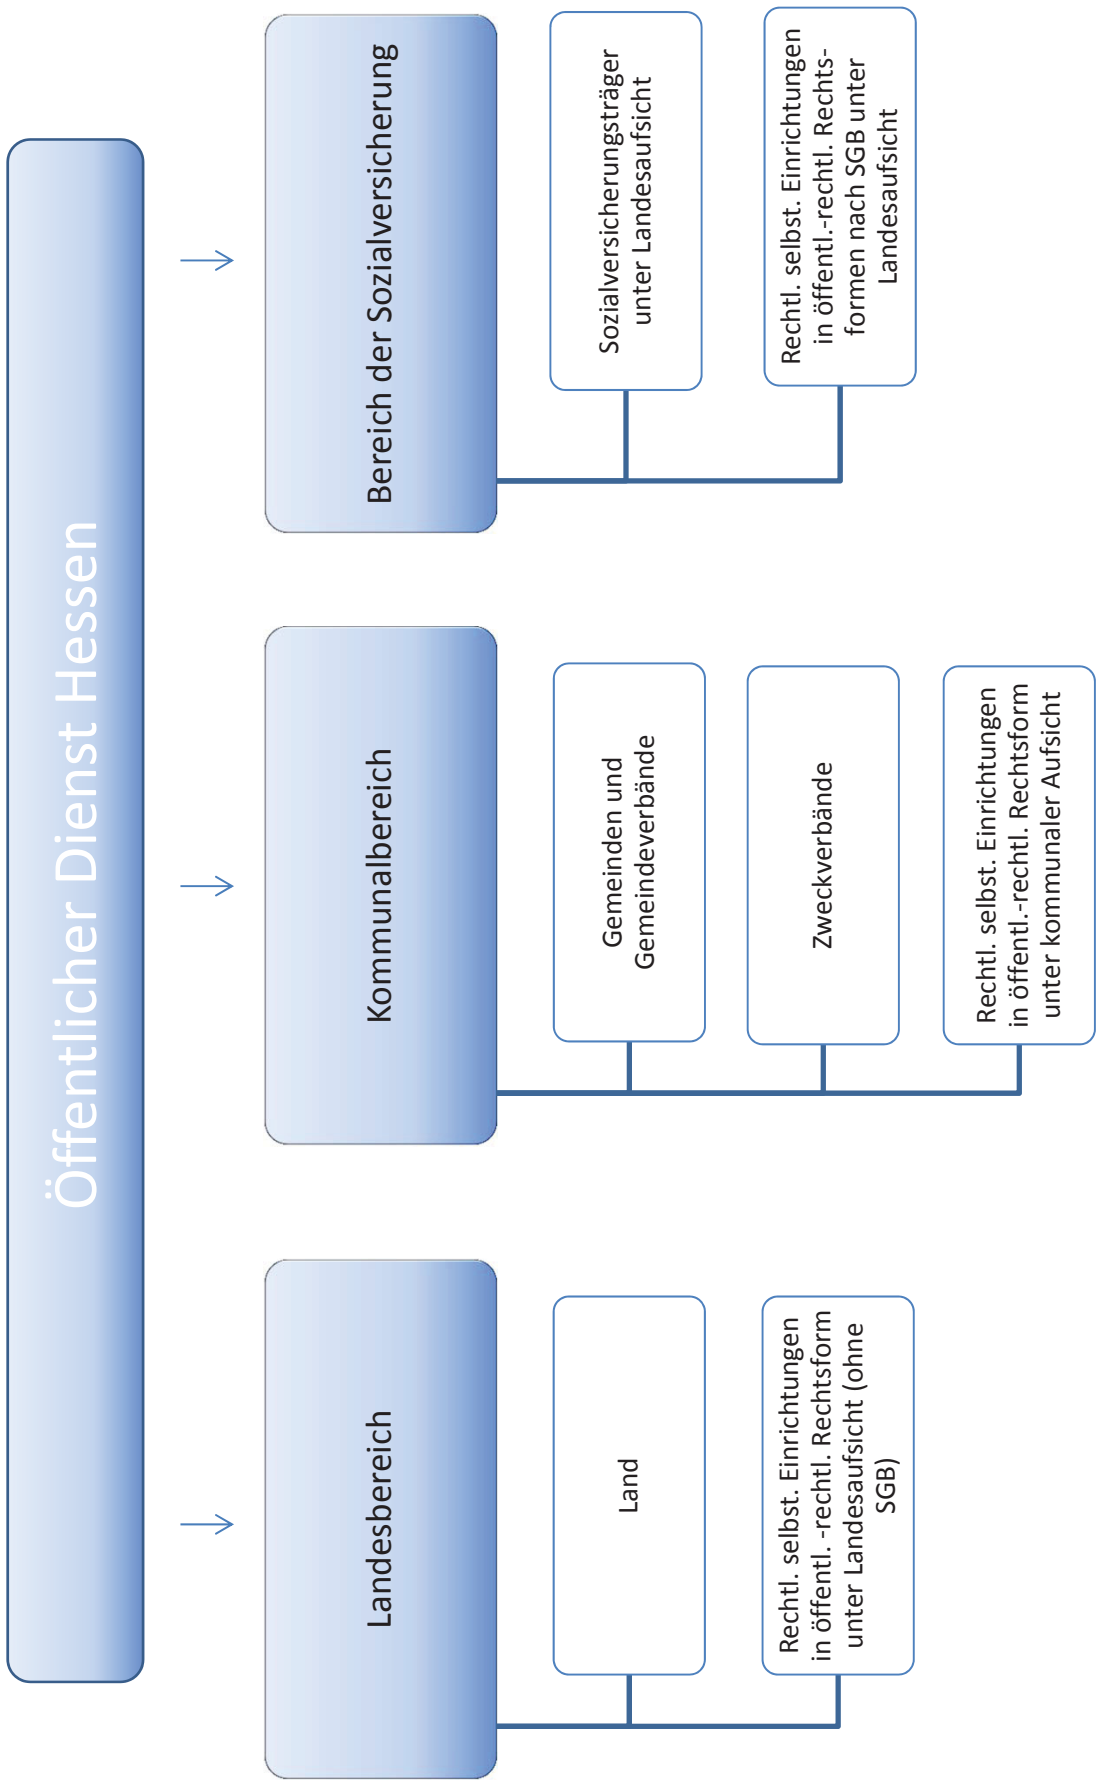 Öffentlicher Dienst Hessen
Landesbereich
Land
Rechtl. selbst. Einrichtungen
in öffentl. -rechtl. Rechtsform
unter Landesaufsicht (ohne
SGB)
Kommunalbereich
Gemeinden und
Gemeindeverbände
Zweckverbände
Rechtl. selbst. Einrichtungen
in öffentl.-rechtl. Rechtsform
unter kommunaler Aufsicht
Bereich der Sozialversicherung
Sozialversicherungsträger
unter Landesaufsicht
Rechtl. selbst. Einrichtungen
in öffentl.-rechtl. Rechts-
formen nach SGB unter
Landesaufsicht